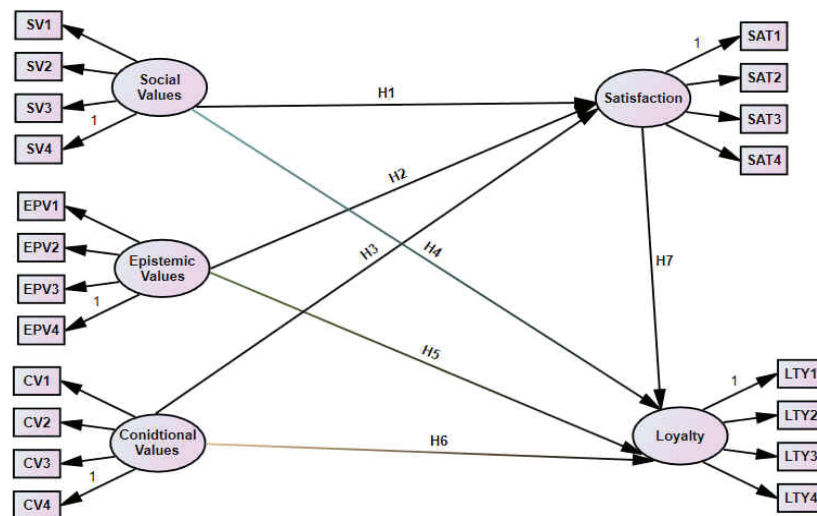 SV1
SV2
SV3
SV4
1
Social
Values
EPV1
EPV2
EPV3
EPV4
1
Epistemic
Values
CV1
CV2
CV3
CV4
1
Conidtional
Values
H1
H2
H3
H4
H5
H6
H7
Satisfaction
1
SAT1
SAT2
SAT3
SAT4
Loyalty
1
LTY1
LTY2
LTY3
LTY4